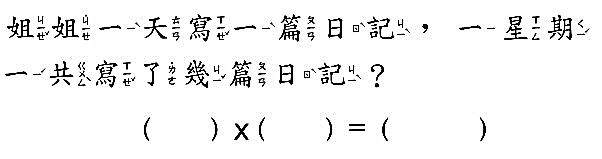 姐姐一天寫一篇日記，一星期
一共寫了幾篇日記？
(　　) x (　　) = (　　　)